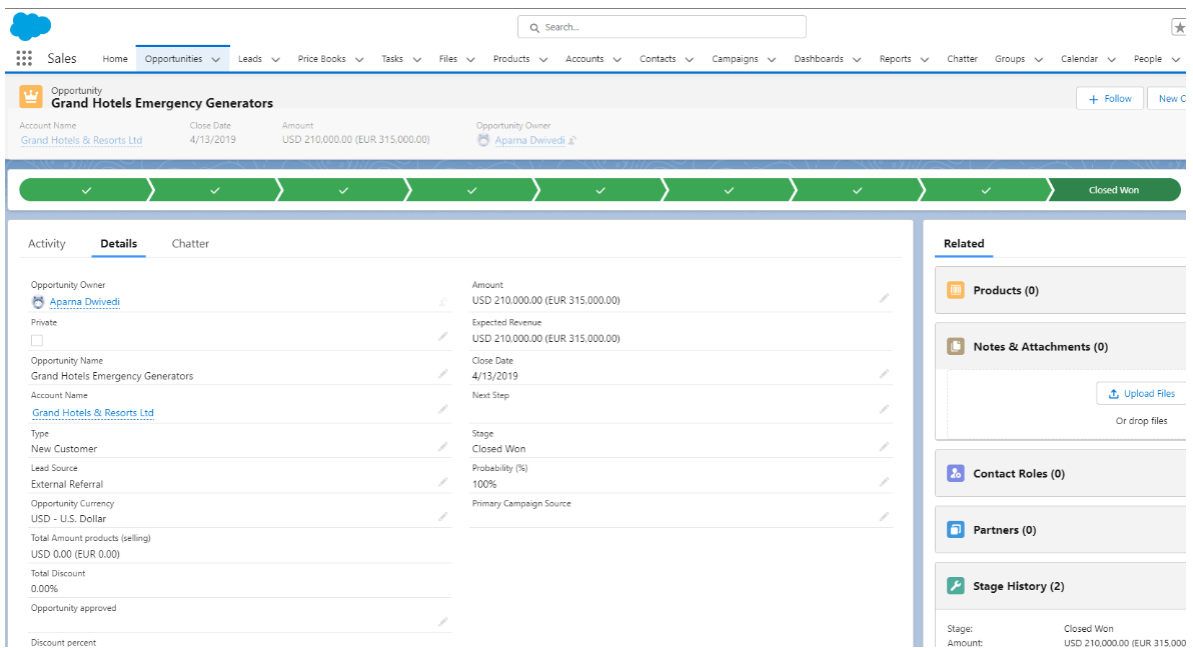 Search...
Sales Home Opportunities Leads Price Books Tasks Files Products Accounts Contacts Campaigns Dashboards Reports Chatter Groups Calendar People
Opportunity
Grand Hotels Emergency Generators
+ Follow New C
Account Name Close Date Amount Opportunity Owner
Grand Hotels & Resorts Ltd 4/13/2019 USD 210,000.00 (EUR 315,000.00) Aparna Dwivedi
Closed Won
Activity Details Chatter
Opportunity Owner
Aparna Dwivedi
Private
Opportunity Name
Grand Hotels Emergency Generators
Account Name
Grand Hotels & Resorts Ltd
Type
New Customer
Lead Source
External Referral
Opportunity Currency
USD - U.S. Dollar
Total Amount products (selling)
USD 0.00 (EUR 0.00)
Total Discount
0.00%
Opportunity approved
Discount percent
Amount
USD 210,000.00 (EUR 315,000.00)
Expected Revenue
USD 210,000.00 (EUR 315,000.00)
Close Date
4/13/2019
Next Step
Stage
Closed Won
Probability (%)
100%
Primary Campaign Source
Related
Products (0)
Notes & Attachments (0)
Upload Files
Or drop files
Contact Roles (0)
Partners (0)
Stage History (2)
Stage: Closed Won
Amount: USD 210,000.00 (EUR 315,000